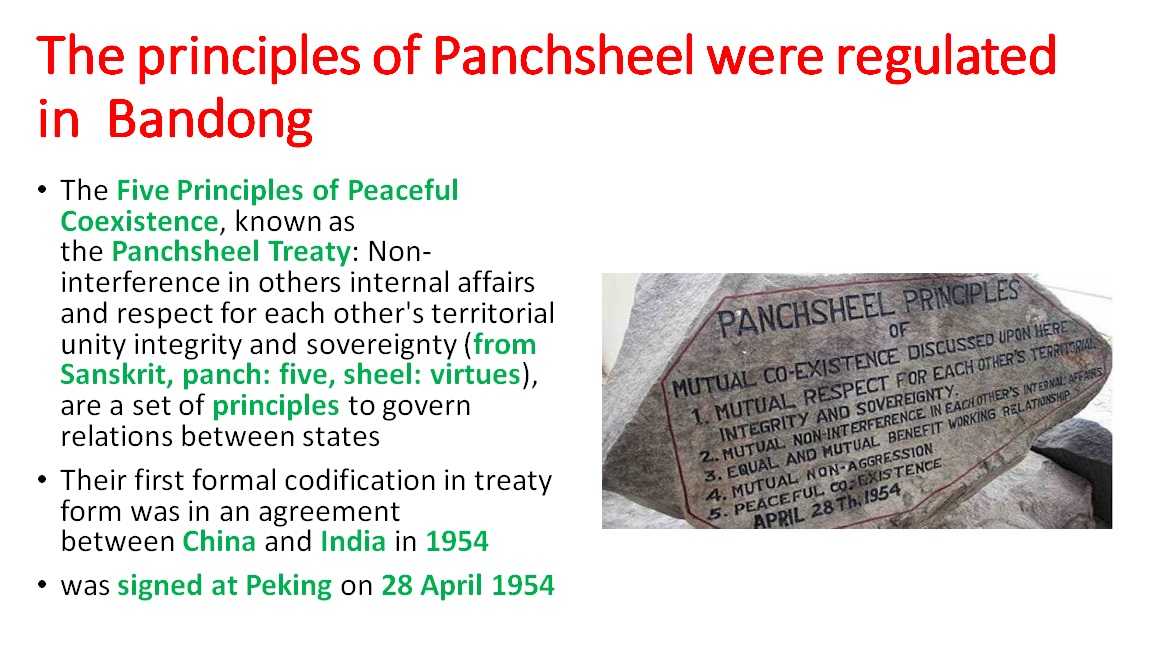 The principles of Panchsheel were regulated
in Bandong
• The Five Principles of Peaceful
Coexistence, known as
the Panchsheel Treaty: Non-
interference in others internal affairs
and respect for each other's territorial
unity integrity and sovereignty (from
Sanskrit, panch: five, sheel: virtues),
are a set of principles to govern
relations between states
• Their first formal codification in treaty
form was in an agreement
between China and India in 1954
• was signed at Peking on 28 April 1954
PANCHSHEEL PRINCIPLES
OF
MUTUAL CO-EXISTENCE DISCUSSED UPON HERE
1. MUTUAL RESPECT FOR EACH OTHER'S TERRITORIAL
INTEGRITY AND SOVEREIGNTY.
2. MUTUAL NON-INTERFERENCE IN EACH OTHER'S INTERNAL AFFAIRS
3. EQUAL AND MUTUAL BENEFIT WORKING RELATIONSHIP
4. MUTUAL NON-AGGRESSION
5. PEACEFUL CO-EXISTENCE
APRIL 28Th, 1954